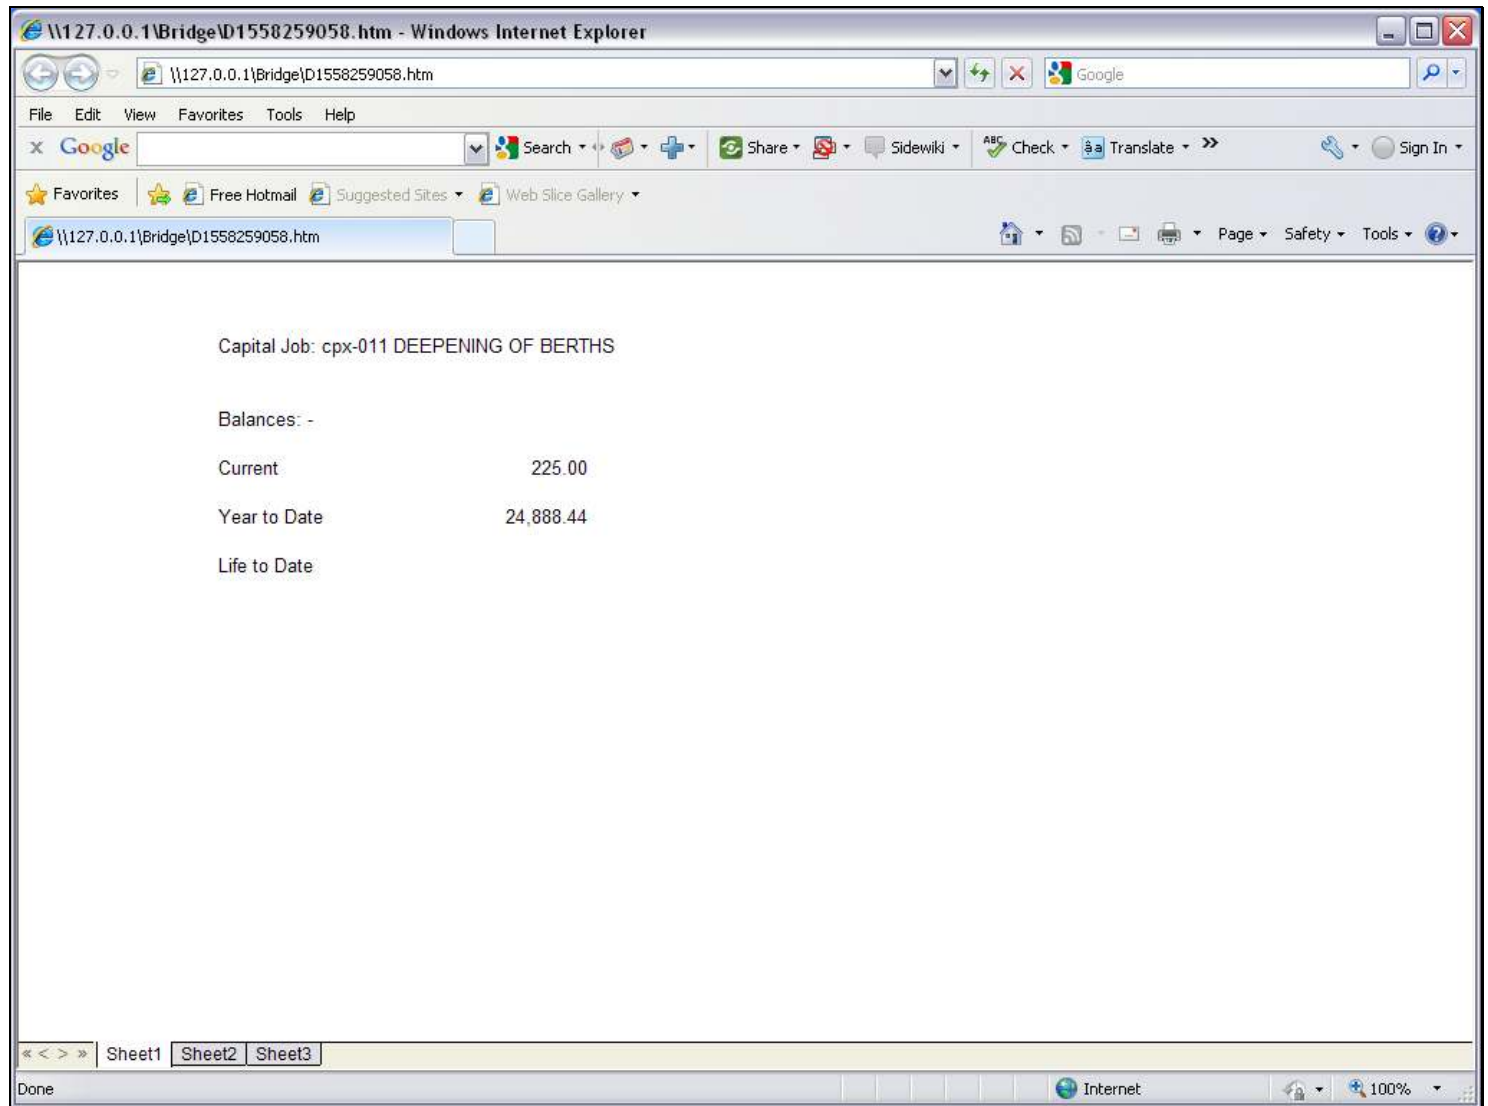 \\127.0.0.1\Bridge\D1558259058.htm - Windows Internet Explorer
\\127.0.0.1\Bridge\D1558259058.htm
Google
File Edit View Favorites Tools Help
x Google Search Share Sidewiki ABC Check äa Translate » Sign In
Favorites Free Hotmail Suggested Sites Web Slice Gallery
\\127.0.0.1\Bridge\D1558259058.htm Page Safety Tools
Capital Job: cpx-011 DEEPENING OF BERTHS
Balances: -
Current 225.00
Year to Date 24,888.44
Life to Date
« < > » Sheet1 Sheet2 Sheet3
Done Internet 100%